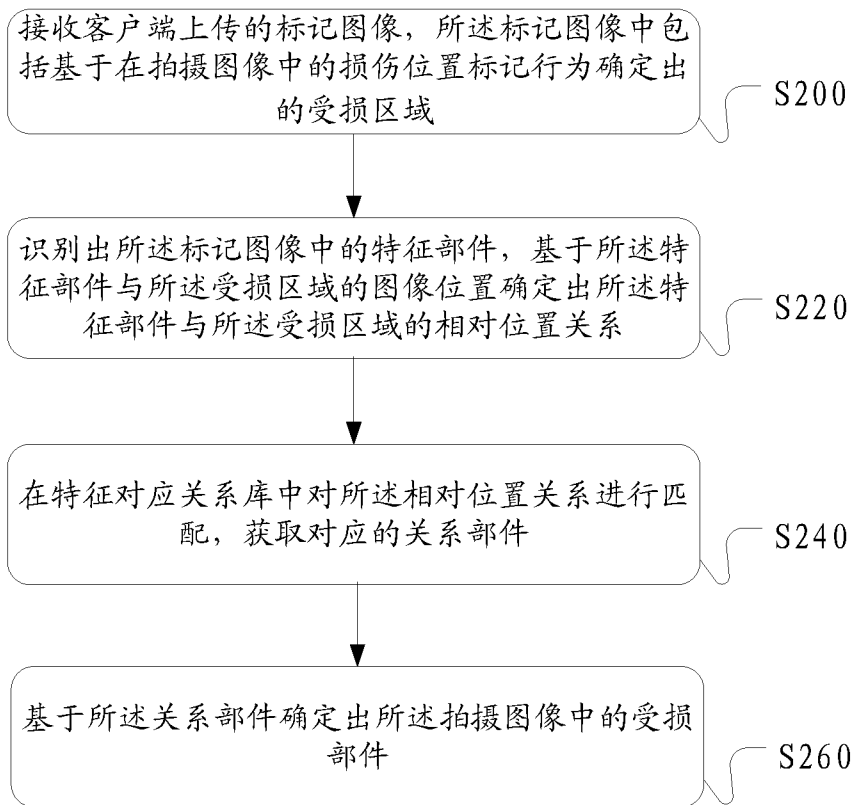 接收客户端上传的标记图像，所述标记图像中包
括基于在拍摄图像中的损伤位置标记行为确定出
的受损区域
S200
识别出所述标记图像中的特征部件，基于所述特
征部件与所述受损区域的图像位置确定出所述特
征部件与所述受损区域的相对位置关系
S220
在特征对应关系库中对所述相对位置关系进行匹
配，获取对应的关系部件
S240
基于所述关系部件确定出所述拍摄图像中的受损
部件
S260